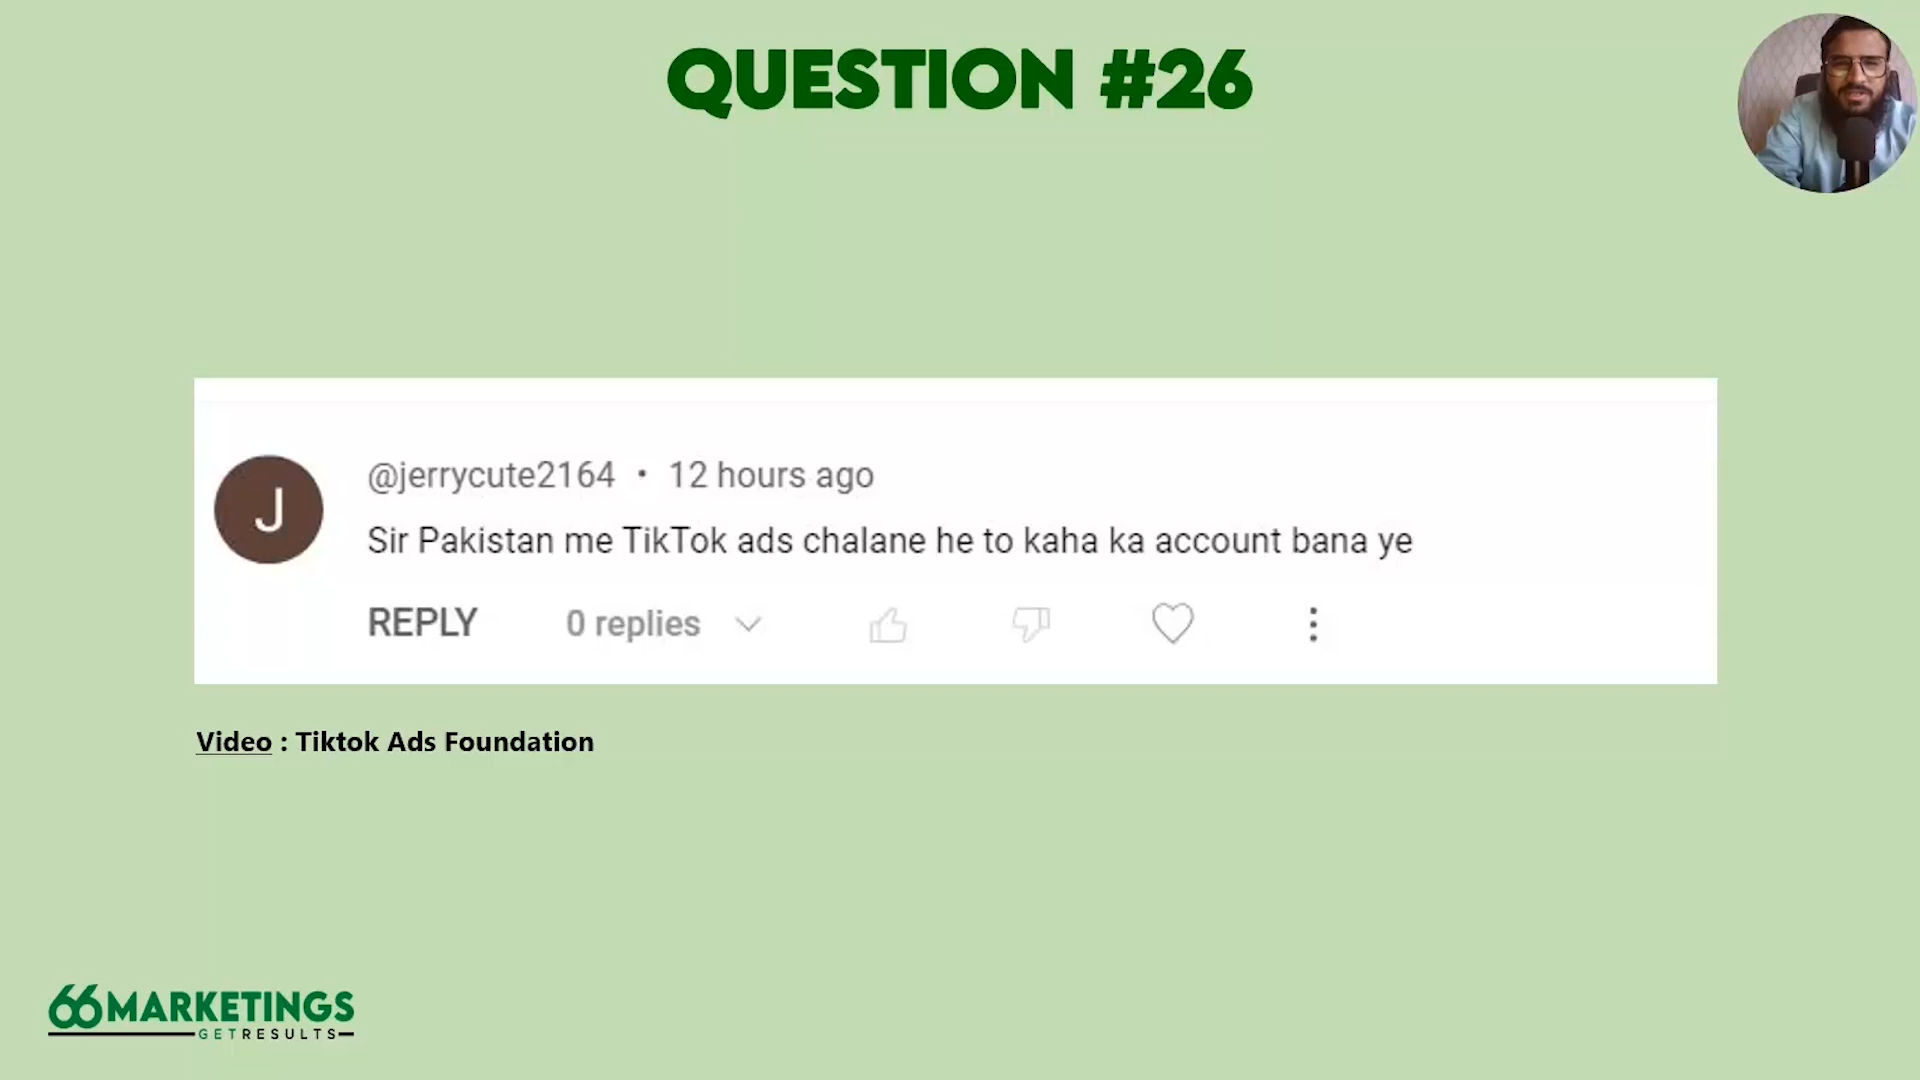 QUESTION #26
@jerrycute2164 • 12 hours ago
Sir Pakistan me TikTok ads chalane he to kaha ka account bana ye
REPLY 0 replies
Video : Tiktok Ads Foundation
66MARKETINGS
GETRESULTS